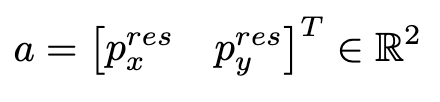 a = [p_x^{res} p_y^{res}]^T ∈ ℝ^2